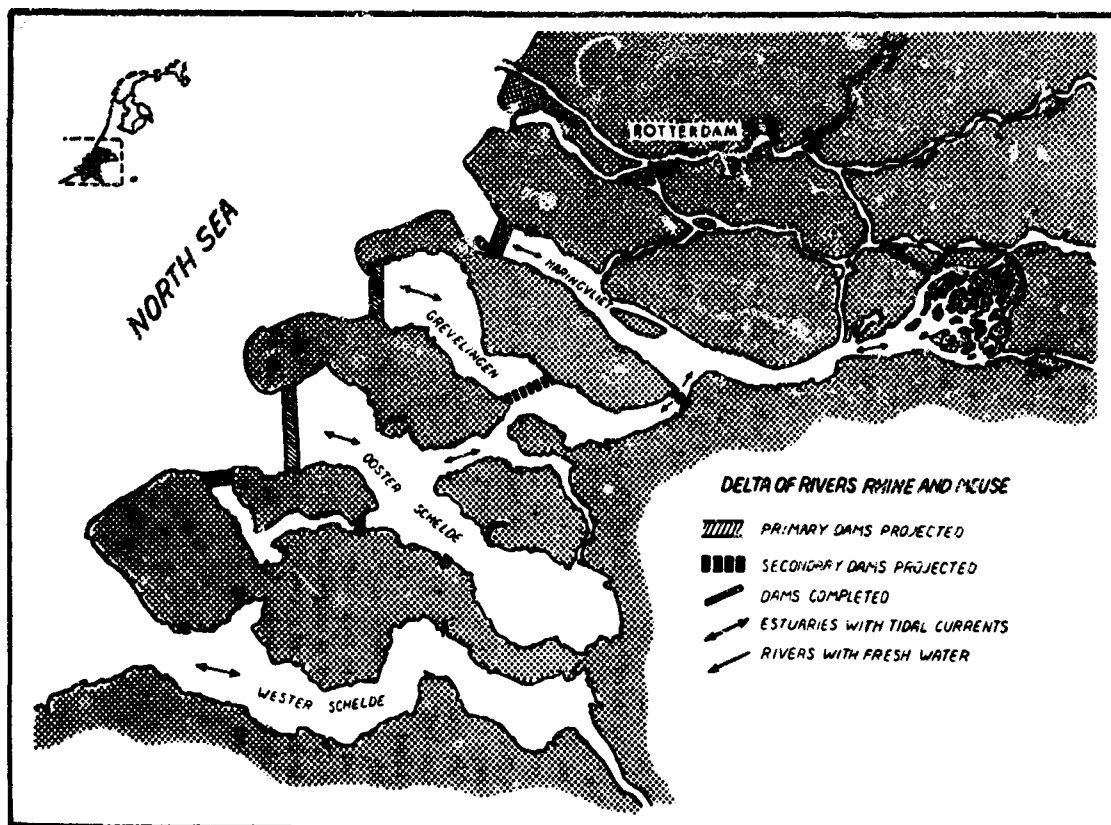 ROTTERDAM
NORTH SEA
HARINGVLIET
GREVELINGEN
OOSTER
SCHELDE
WESTER SCHELDE
DELTA OF RIVERS RHINE AND MEUSE
PRIMARY DAMS PROJECTED
SECONDARY DAMS PROJECTED
DAMS COMPLETED
ESTUARIES WITH TIDAL CURRENTS
RIVERS WITH FRESH WATER